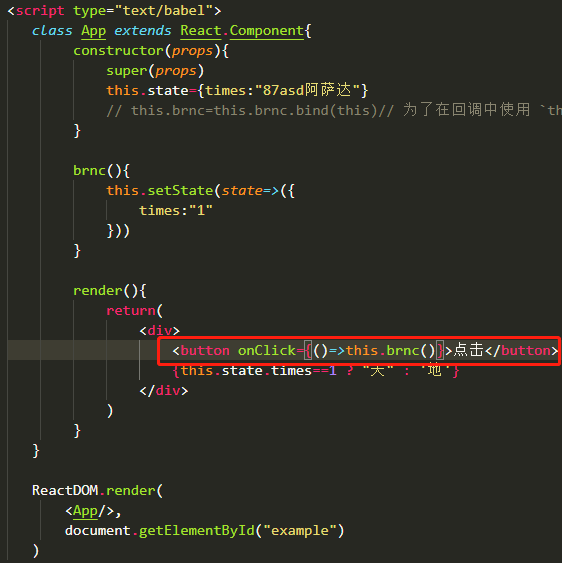 <script type="text/babel">
class App extends React.Component{
constructor(props){
super(props)
this.state={times:"87asd阿萨达"}
// this.brnc=this.brnc.bind(this)// 为了在回调中使用 `th
}
brnc(){
this.setState(state=>({
times:"1"
}))
}
render(){
return(
<div>
<button onClick={()=>this.brnc()}>点击</button>
{this.state.times==1 ? "天" : '地'}
</div>
)
}
}
ReactDOM.render(
<App/>,
document.getElementById("example")
)